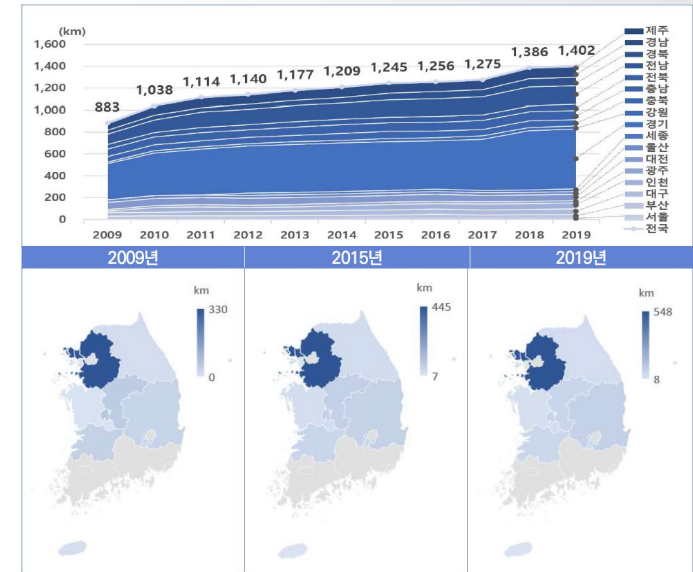 (km)
1,600
1,400
1,200
1,000
800
600
400
200
0
883
1,038
1,114
1,140
1,177
1,209
1,245
1,256
1,275
1,386
1,402
2009
2010
2011
2012
2013
2014
2015
2016
2017
2018
2019
제주
경남
경북
전남
전북
충남
충북
강원
경기
세종
울산
대전
광주
인천
대구
부산
서울
전국
2009년
2015년
2019년
km
330
0
km
445
7
km
548
8